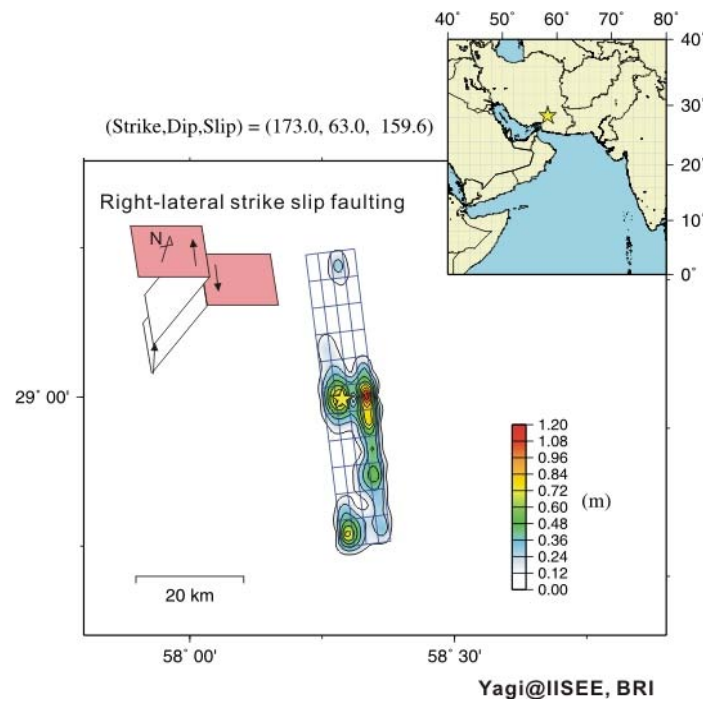 40˚ 50˚ 60˚ 70˚ 80˚
40˚
30˚
20˚
10˚
0˚
(Strike,Dip,Slip) = (173.0, 63.0, 159.6)
Right-lateral strike slip faulting
N
29˚ 00'
1.20
1.08
0.96
0.84
0.72
0.60
0.48
0.36
0.24
0.12
0.00
(m)
20 km
58˚ 00' 58˚ 30'
Yagi@IISEE, BRI